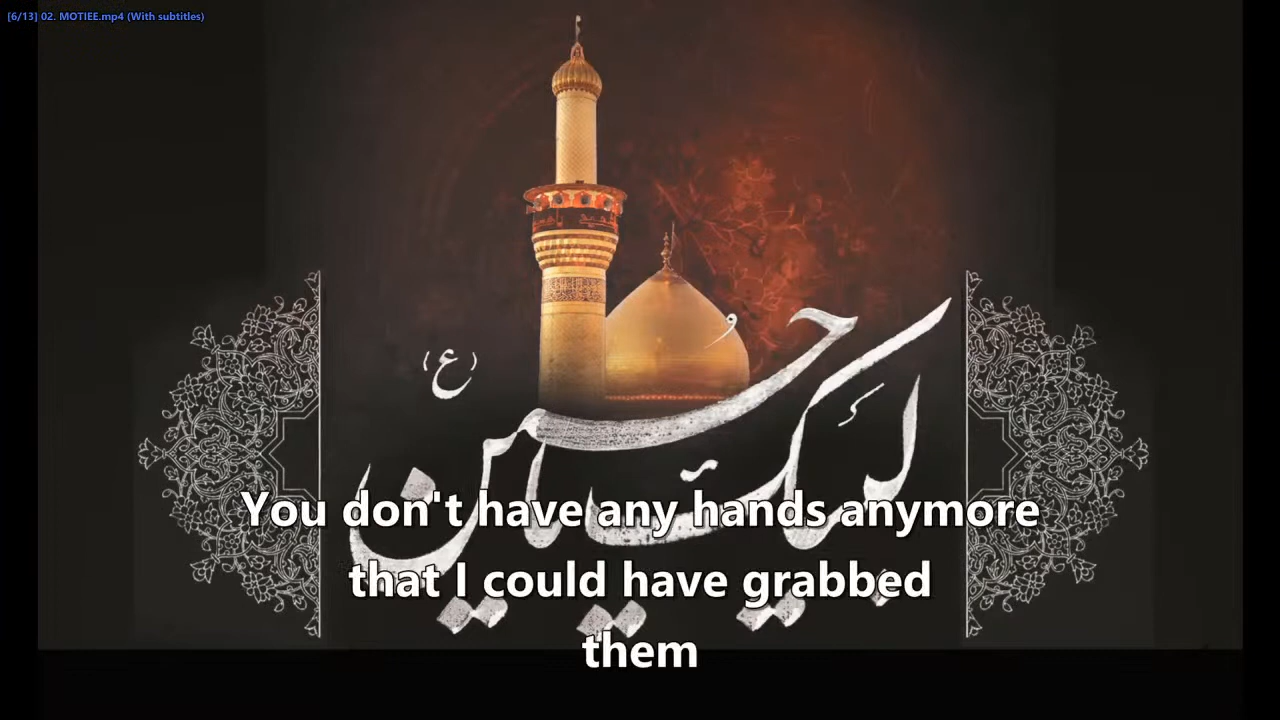 [6/13] 02. MOTIEE.mp4 (With subtitles)
(ع)
لبیک یا حسین
You don't have any hands anymore
that I could have grabbed
them